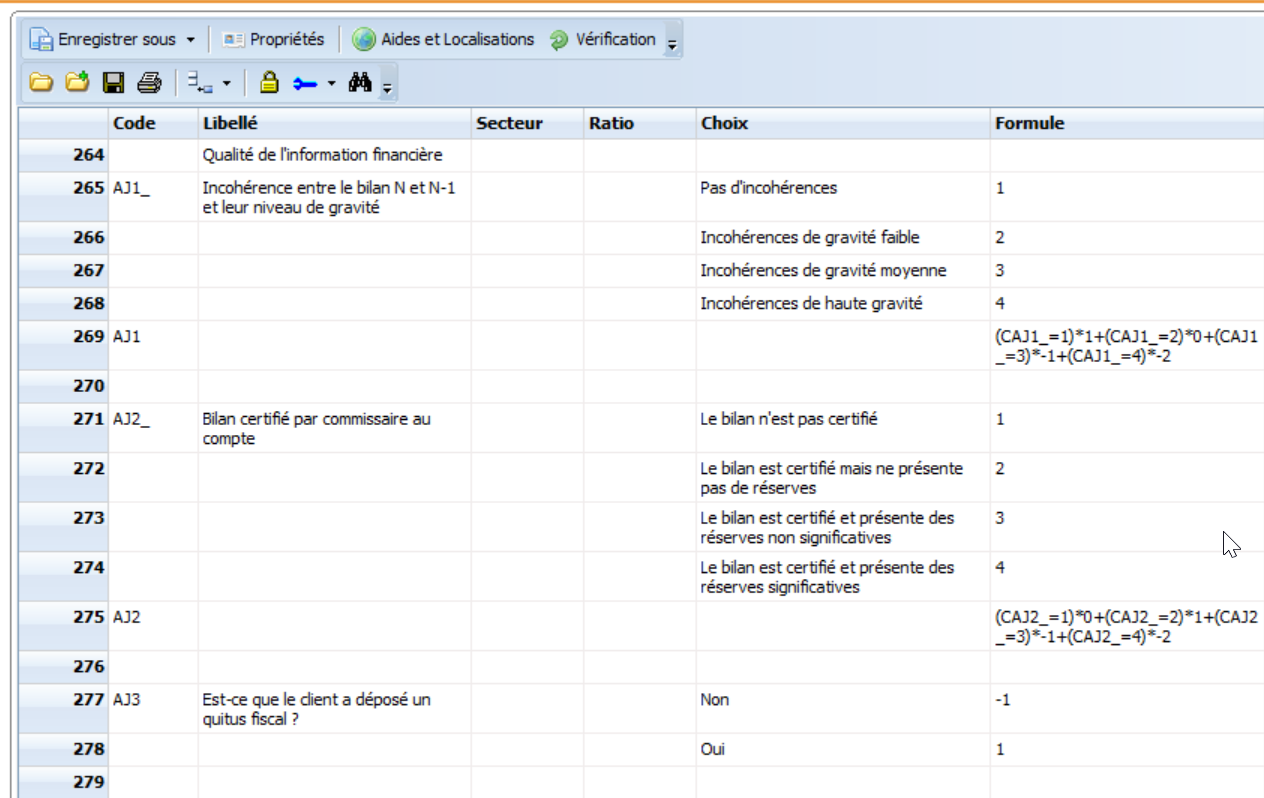 Enregistrer sous Propriétés Aides et Localisations Vérification
Code Libellé Secteur Ratio Choix Formule
264 Qualité de l'information financière
265 AJ1_ Incohérence entre le bilan N et N-1 Pas d'incohérences 1
et leur niveau de gravité
266 Incohérences de gravité faible 2
267 Incohérences de gravité moyenne 3
268 Incohérences de haute gravité 4
269 AJ1 (CAJ1_=1)*1+(CAJ1_=2)*0+(CAJ1
_=3)*-1+(CAJ1_=4)*-2
270
271 AJ2_ Bilan certifié par commissaire au Le bilan n'est pas certifié 1
compte
272 Le bilan est certifié mais ne présente 2
pas de réserves
273 Le bilan est certifié et présente des 3
réserves non significatives
274 Le bilan est certifié et présente des 4
réserves significatives
275 AJ2 (CAJ2_=1)*0+(CAJ2_=2)*1+(CAJ2
_=3)*-1+(CAJ2_=4)*-2
276
277 AJ3 Est-ce que le client a déposé un Non -1
quitus fiscal ?
278 Oui 1
279